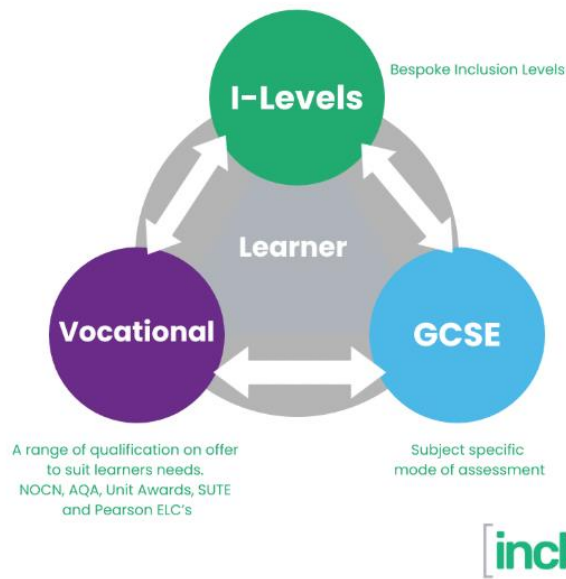 I-Levels
Bespoke Inclusion Levels
Learner
Vocational
GCSE
A range of qualification on offer
to suit learners needs.
NOCN, AQA, Unit Awards, SUTE
and Pearson ELC's
Subject specific
mode of assessment
[incl